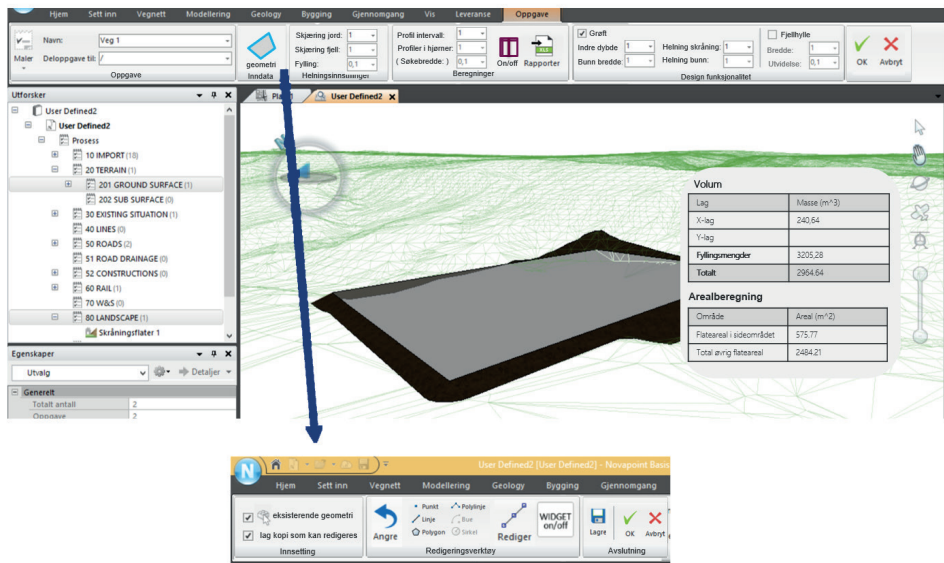 Hjem Sett inn Vegnett Modellering Geology Bygging Gjennomgang Vis Leveranse Oppgave
Maler
Navn: Veg 1
Deloppgave til: /
Oppgave
geometri
Inndata
Skjæring jord: 1
Skjæring fjell: 1
Fylling: 0,1
Helningsinnstillinger
Profil intervall: 1
Profiler i hjørner: 1
( Søkebredde: ) 0,1
On/off Rapporter
Beregninger
Grøft
Indre dybde 1
Bunn bredde: 1
Helning skråning: 1
Helning bunn: 1
Fjellhylle
Bredde: 1
Utvidelse: 0,1
Design funksjonalitet
OK Avbryt
Utforsker
User Defined2
User Defined2
Prosess
10 IMPORT (18)
20 TERRAIN (1)
201 GROUND SURFACE (1)
202 SUB SURFACE (0)
30 EXISTING SITUATION (1)
40 LINES (0)
50 ROADS (2)
51 ROAD DRAINAGE (0)
52 CONSTRUCTIONS (0)
60 RAIL (1)
70 W&S (0)
80 LANDSCAPE (1)
Skråningsflater 1
Egenskaper
Utvalg
Detaljer
Generelt
Totalt antall 2
Oppgave 2
User Defined2
Volum
Lag Masse (m^3)
X-lag 240,64
Y-lag
Fyllingsmengder 3205,28
Totalt 2964,64
Arealberegning
Område Areal (m^2)
Flateareal i sideområdet 575.77
Total øvrig flateareal 2484,21
N
User Defined2 [User Defined2] - Novapoint Basis
Hjem Sett inn Vegnett Modellering Geology Bygging Gjennomgang
eksisterende geometri
lag kopi som kan redigeres
Innsetting
Angre
Punkt Polylinje
Linje Bue
Polygon Sirkel
Rediger
WIDGET
on/off
Redigeringsverktøy
Lagre OK Avbryt
Avslutning